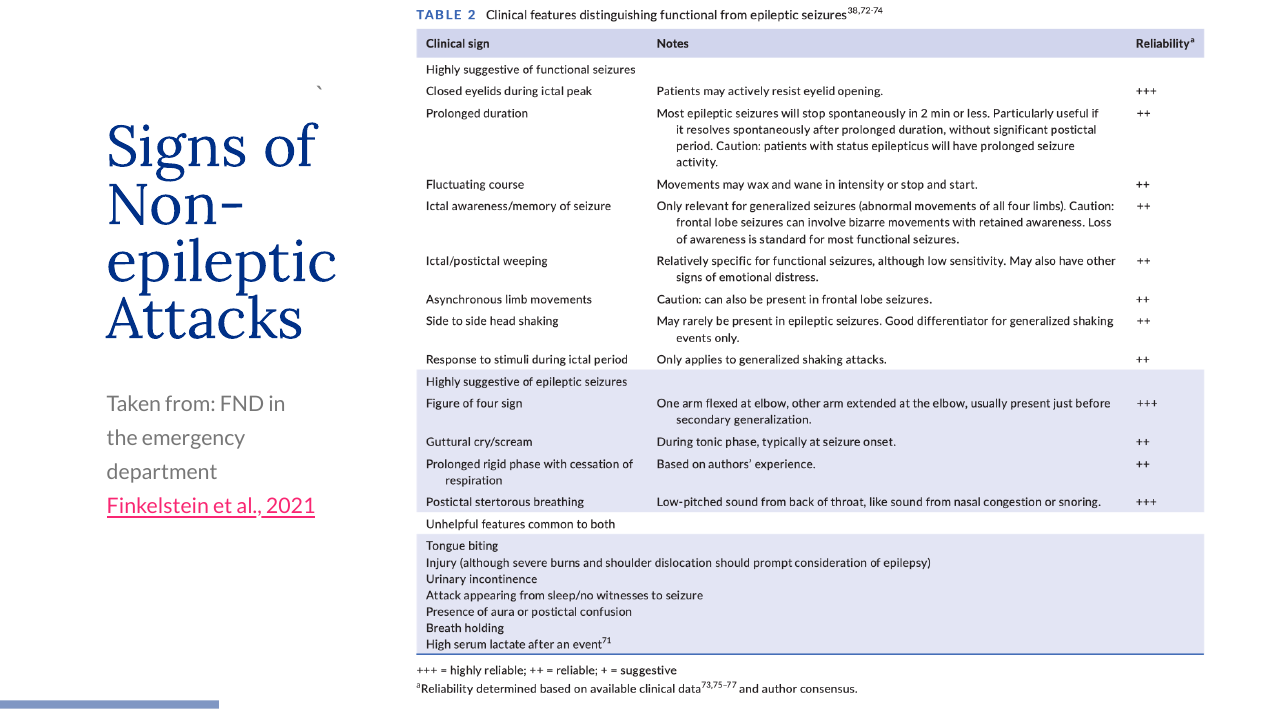 `
Signs of
Non-
epileptic
Attacks
Taken from: FND in
the emergency
department
Finkelstein et al., 2021
TABLE 2 Clinical features distinguishing functional from epileptic seizures38,72-74
Clinical sign Notes Reliabilitya
Highly suggestive of functional seizures
Closed eyelids during ictal peak Patients may actively resist eyelid opening. +++
Prolonged duration Most epileptic seizures will stop spontaneously in 2 min or less. Particularly useful if ++
it resolves spontaneously after prolonged duration, without significant postictal
period. Caution: patients with status epilepticus will have prolonged seizure
activity.
Fluctuating course Movements may wax and wane in intensity or stop and start. ++
Ictal awareness/memory of seizure Only relevant for generalized seizures (abnormal movements of all four limbs). Caution: ++
frontal lobe seizures can involve bizarre movements with retained awareness. Loss
of awareness is standard for most functional seizures.
Ictal/postictal weeping Relatively specific for functional seizures, although low sensitivity. May also have other ++
signs of emotional distress.
Asynchronous limb movements Caution: can also be present in frontal lobe seizures. ++
Side to side head shaking May rarely be present in epileptic seizures. Good differentiator for generalized shaking ++
events only.
Response to stimuli during ictal period Only applies to generalized shaking attacks. ++
Highly suggestive of epileptic seizures
Figure of four sign One arm flexed at elbow, other arm extended at the elbow, usually present just before +++
secondary generalization.
Guttural cry/scream During tonic phase, typically at seizure onset. ++
Prolonged rigid phase with cessation of Based on authors' experience. ++
respiration
Postictal stertorous breathing Low-pitched sound from back of throat, like sound from nasal congestion or snoring. +++
Unhelpful features common to both
Tongue biting
Injury (although severe burns and shoulder dislocation should prompt consideration of epilepsy)
Urinary incontinence
Attack appearing from sleep/no witnesses to seizure
Presence of aura or postictal confusion
Breath holding
High serum lactate after an event71
+++ = highly reliable; ++ = reliable; + = suggestive
aReliability determined based on available clinical data73,75–77 and author consensus.